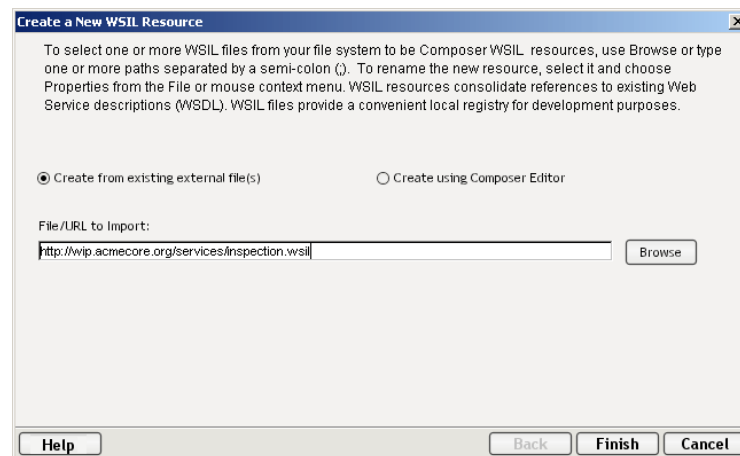 Create a New WSIL Resource
To select one or more WSIL files from your file system to be Composer WSIL resources, use Browse or type
one or more paths separated by a semi-colon (;). To rename the new resource, select it and choose
Properties from the File or mouse context menu. WSIL resources consolidate references to existing Web
Service descriptions (WSDL). WSIL files provide a convenient local registry for development purposes.
Create from existing external file(s) Create using Composer Editor
File/URL to Import:
http://wip.acmecore.org/services/inspection.wsil Browse
Help Back Finish Cancel